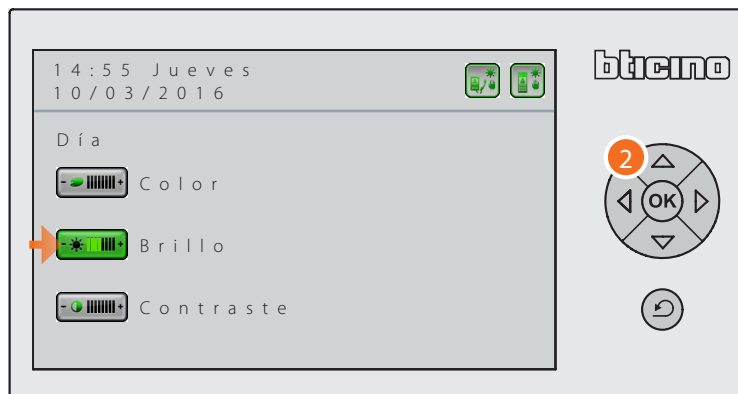 14:55 Jueves
10/03/2016
bticino
Día
Color
Brillo
Contraste
2
OK